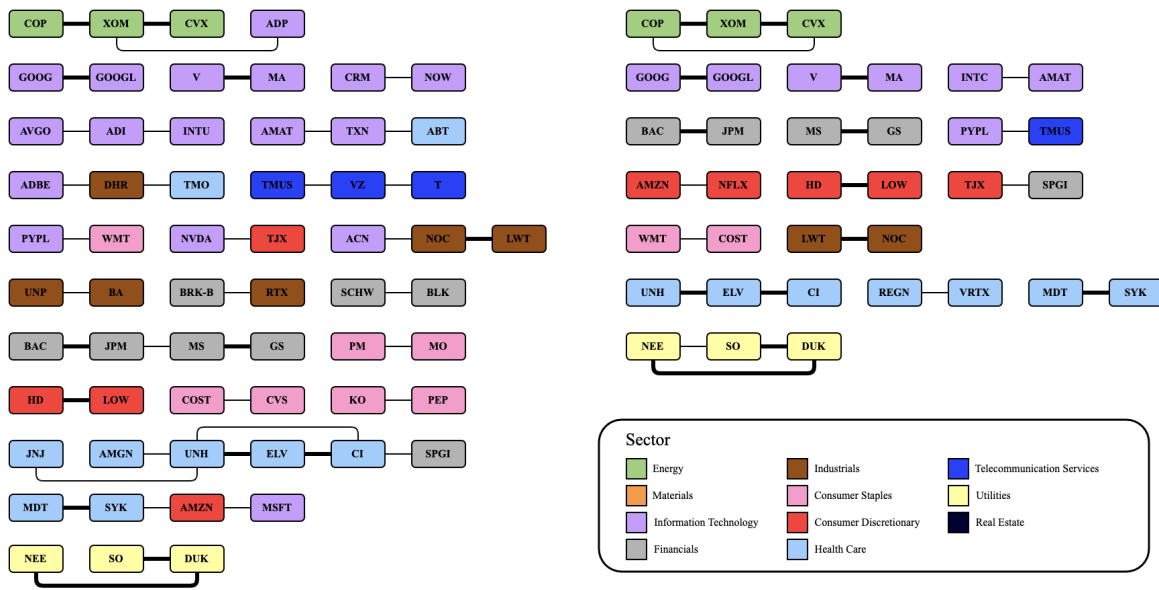 COP XOM CVX ADP
GOOG GOOGL V MA CRM NOW
AVGO ADI INTU AMAT TXN ABT
ADBE DHR TMO TMUS VZ T
PYPL WMT NVDA TJX ACN NOC LWT
UNP BA BRK-B RTX SCHW BLK
BAC JPM MS GS PM MO
HD LOW COST CVS KO PEP
JNJ AMGN UNH ELV CI SPGI
MDT SYK AMZN MSFT
NEE SO DUK
COP XOM CVX
GOOG GOOGL V MA INTC AMAT
BAC JPM MS GS PYPL TMUS
AMZN NFLX HD LOW TJX SPGI
WMT COST LWT NOC
UNH ELV CI REGN VRTX MDT SYK
NEE SO DUK
Sector
Energy Industrials Telecommunication Services
Materials Consumer Staples Utilities
Information Technology Consumer Discretionary Real Estate
Financials Health Care